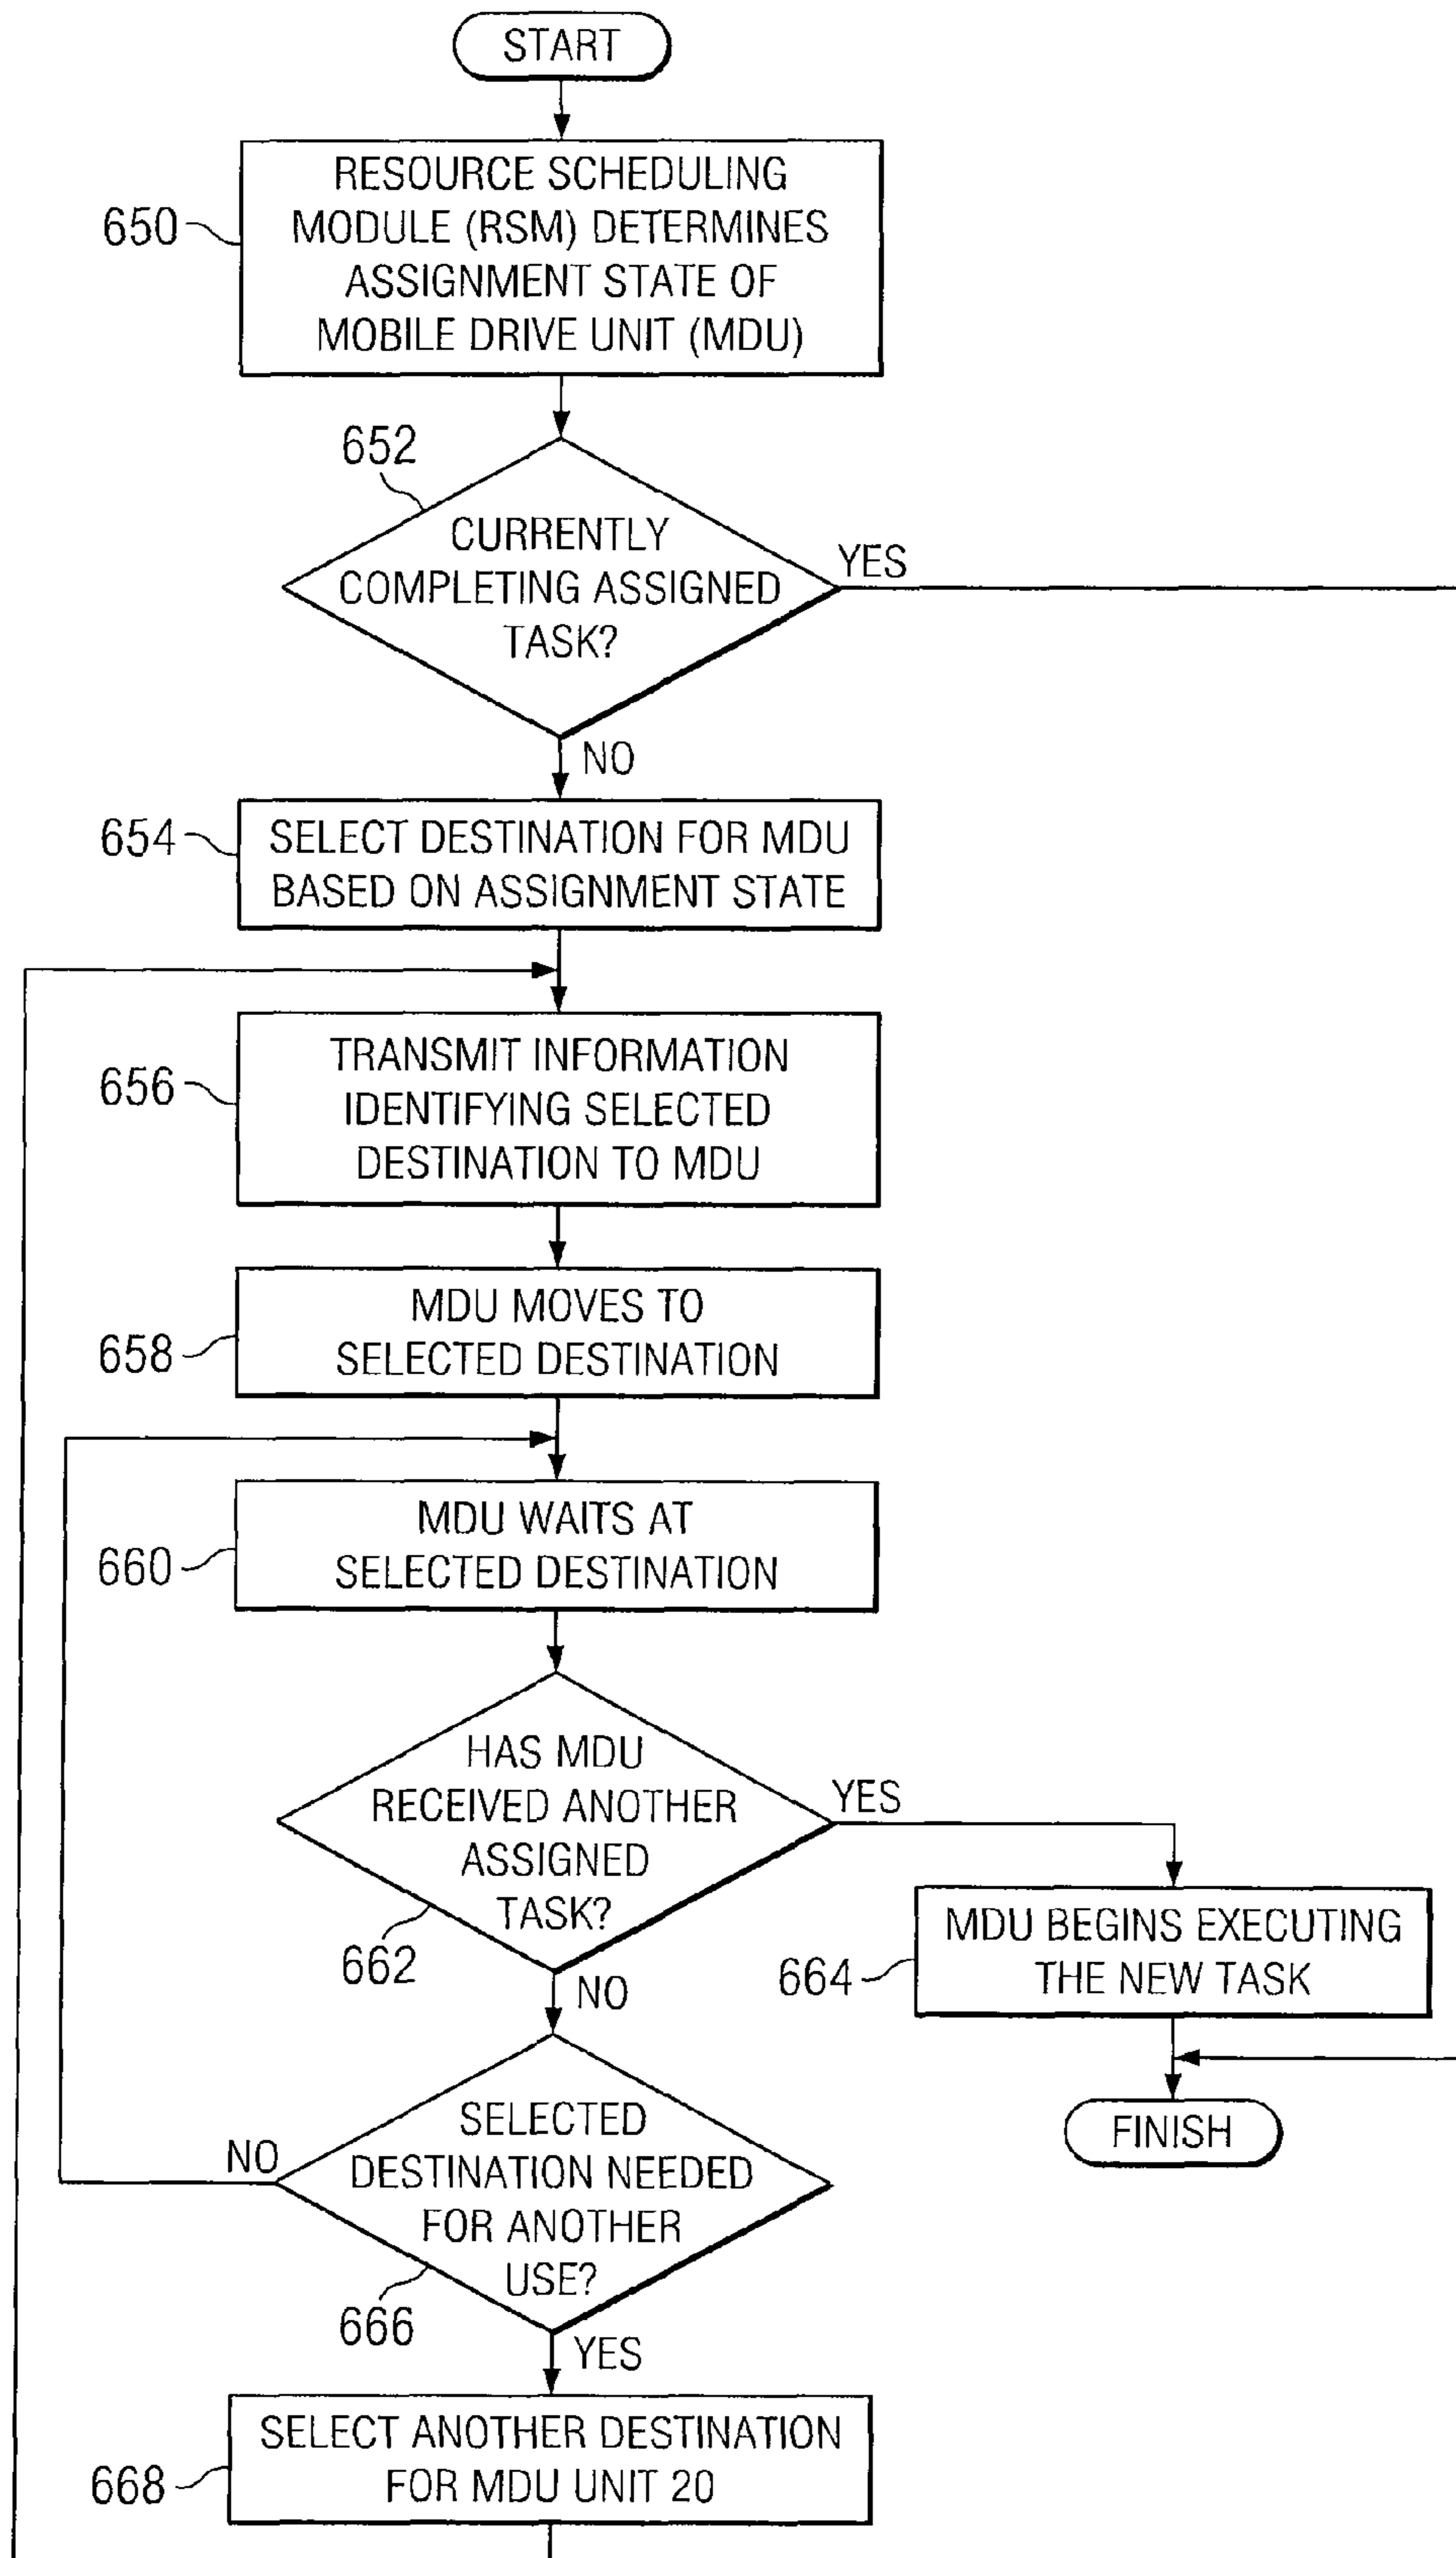 START
650
RESOURCE SCHEDULING
MODULE (RSM) DETERMINES
ASSIGNMENT STATE OF
MOBILE DRIVE UNIT (MDU)
652
CURRENTLY
COMPLETING ASSIGNED
TASK?
YES
NO
654
SELECT DESTINATION FOR MDU
BASED ON ASSIGNMENT STATE
656
TRANSMIT INFORMATION
IDENTIFYING SELECTED
DESTINATION TO MDU
658
MDU MOVES TO
SELECTED DESTINATION
660
MDU WAITS AT
SELECTED DESTINATION
HAS MDU
RECEIVED ANOTHER
ASSIGNED
TASK?
662
YES
NO
664
MDU BEGINS EXECUTING
THE NEW TASK
FINISH
SELECTED
DESTINATION NEEDED
FOR ANOTHER
USE?
666
NO
YES
668
SELECT ANOTHER DESTINATION
FOR MDU UNIT 20